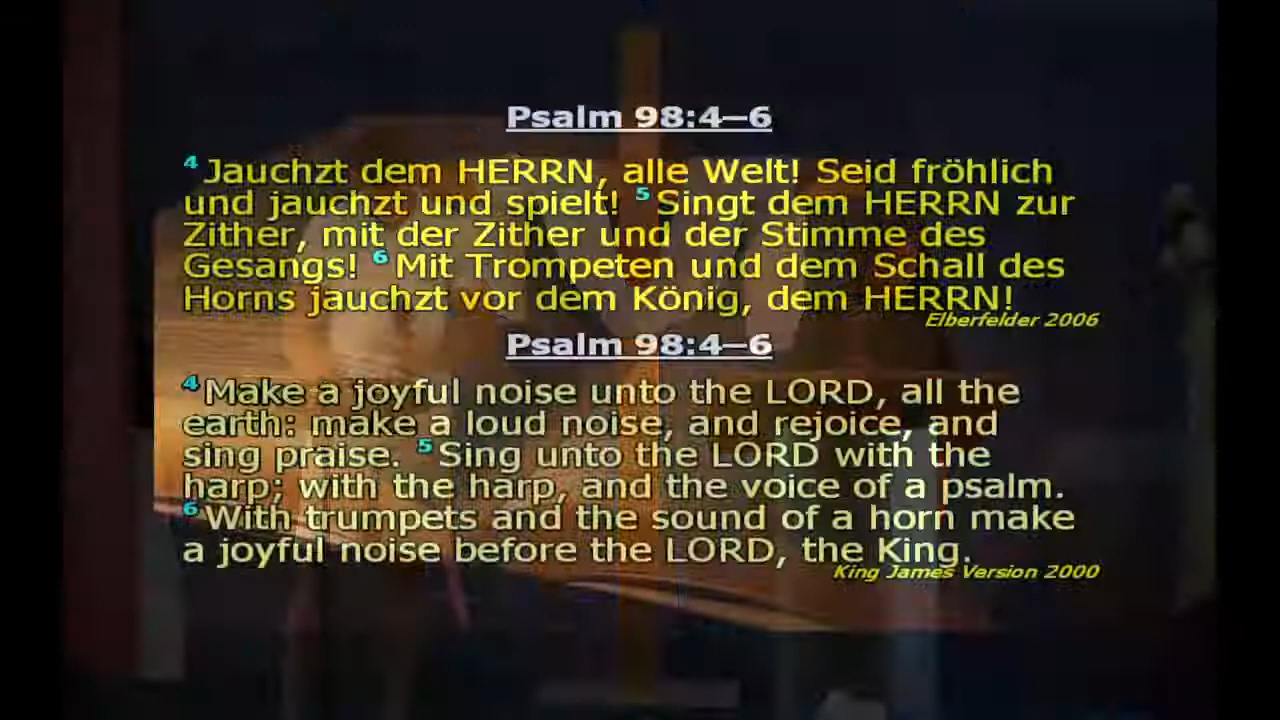 Psalm 98:4–6
4 Jauchzt dem HERRN, alle Welt! Seid fröhlich
und jauchzt und spielt! 5 Singt dem HERRN zur
Zither, mit der Zither und der Stimme des
Gesangs! 6 Mit Trompeten und dem Schall des
Horns jauchzt vor dem König, dem HERRN!
Elberfelder 2006
Psalm 98:4–6
4 Make a joyful noise unto the LORD, all the
earth: make a loud noise, and rejoice, and
sing praise. 5 Sing unto the LORD with the
harp; with the harp, and the voice of a psalm.
6 With trumpets and the sound of a horn make
a joyful noise before the LORD, the King.
King James Version 2000